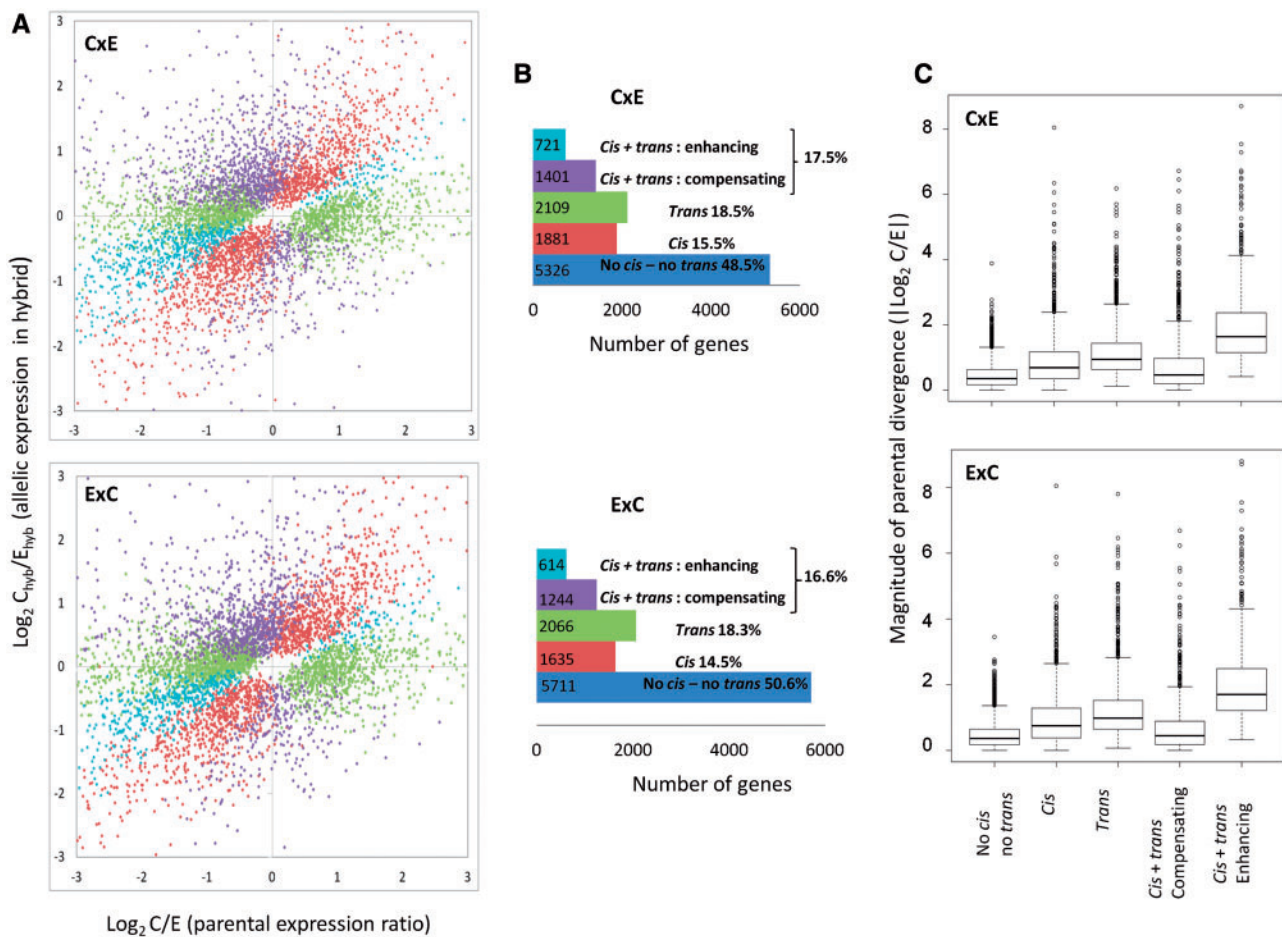 A
CxE
3
2
1
0
-1
-2
-3
-3 -2 -1 0 1 2 3
ExC
3
2
1
0
-1
-2
-3
-3 -2 -1 0 1 2 3
Log2 Chyb/Ehyb (allelic expression in hybrid)
Log2 C/E (parental expression ratio)
B
CxE
721 Cis + trans : enhancing
1401 Cis + trans : compensating
17.5%
2109 Trans 18.5%
1881 Cis 15.5%
5326 No cis – no trans 48.5%
0 2000 4000 6000
Number of genes
ExC
614 Cis + trans : enhancing
1244 Cis + trans : compensating
16.6%
2066 Trans 18.3%
1635 Cis 14.5%
5711 No cis – no trans 50.6%
0 2000 4000 6000
Number of genes
C
CxE
8
6
4
2
0
ExC
8
6
4
2
0
Magnitude of parental divergence (|Log2 C/E|)
No cis
no trans
Cis
Trans
Cis + trans
Compensating
Cis + trans
Enhancing